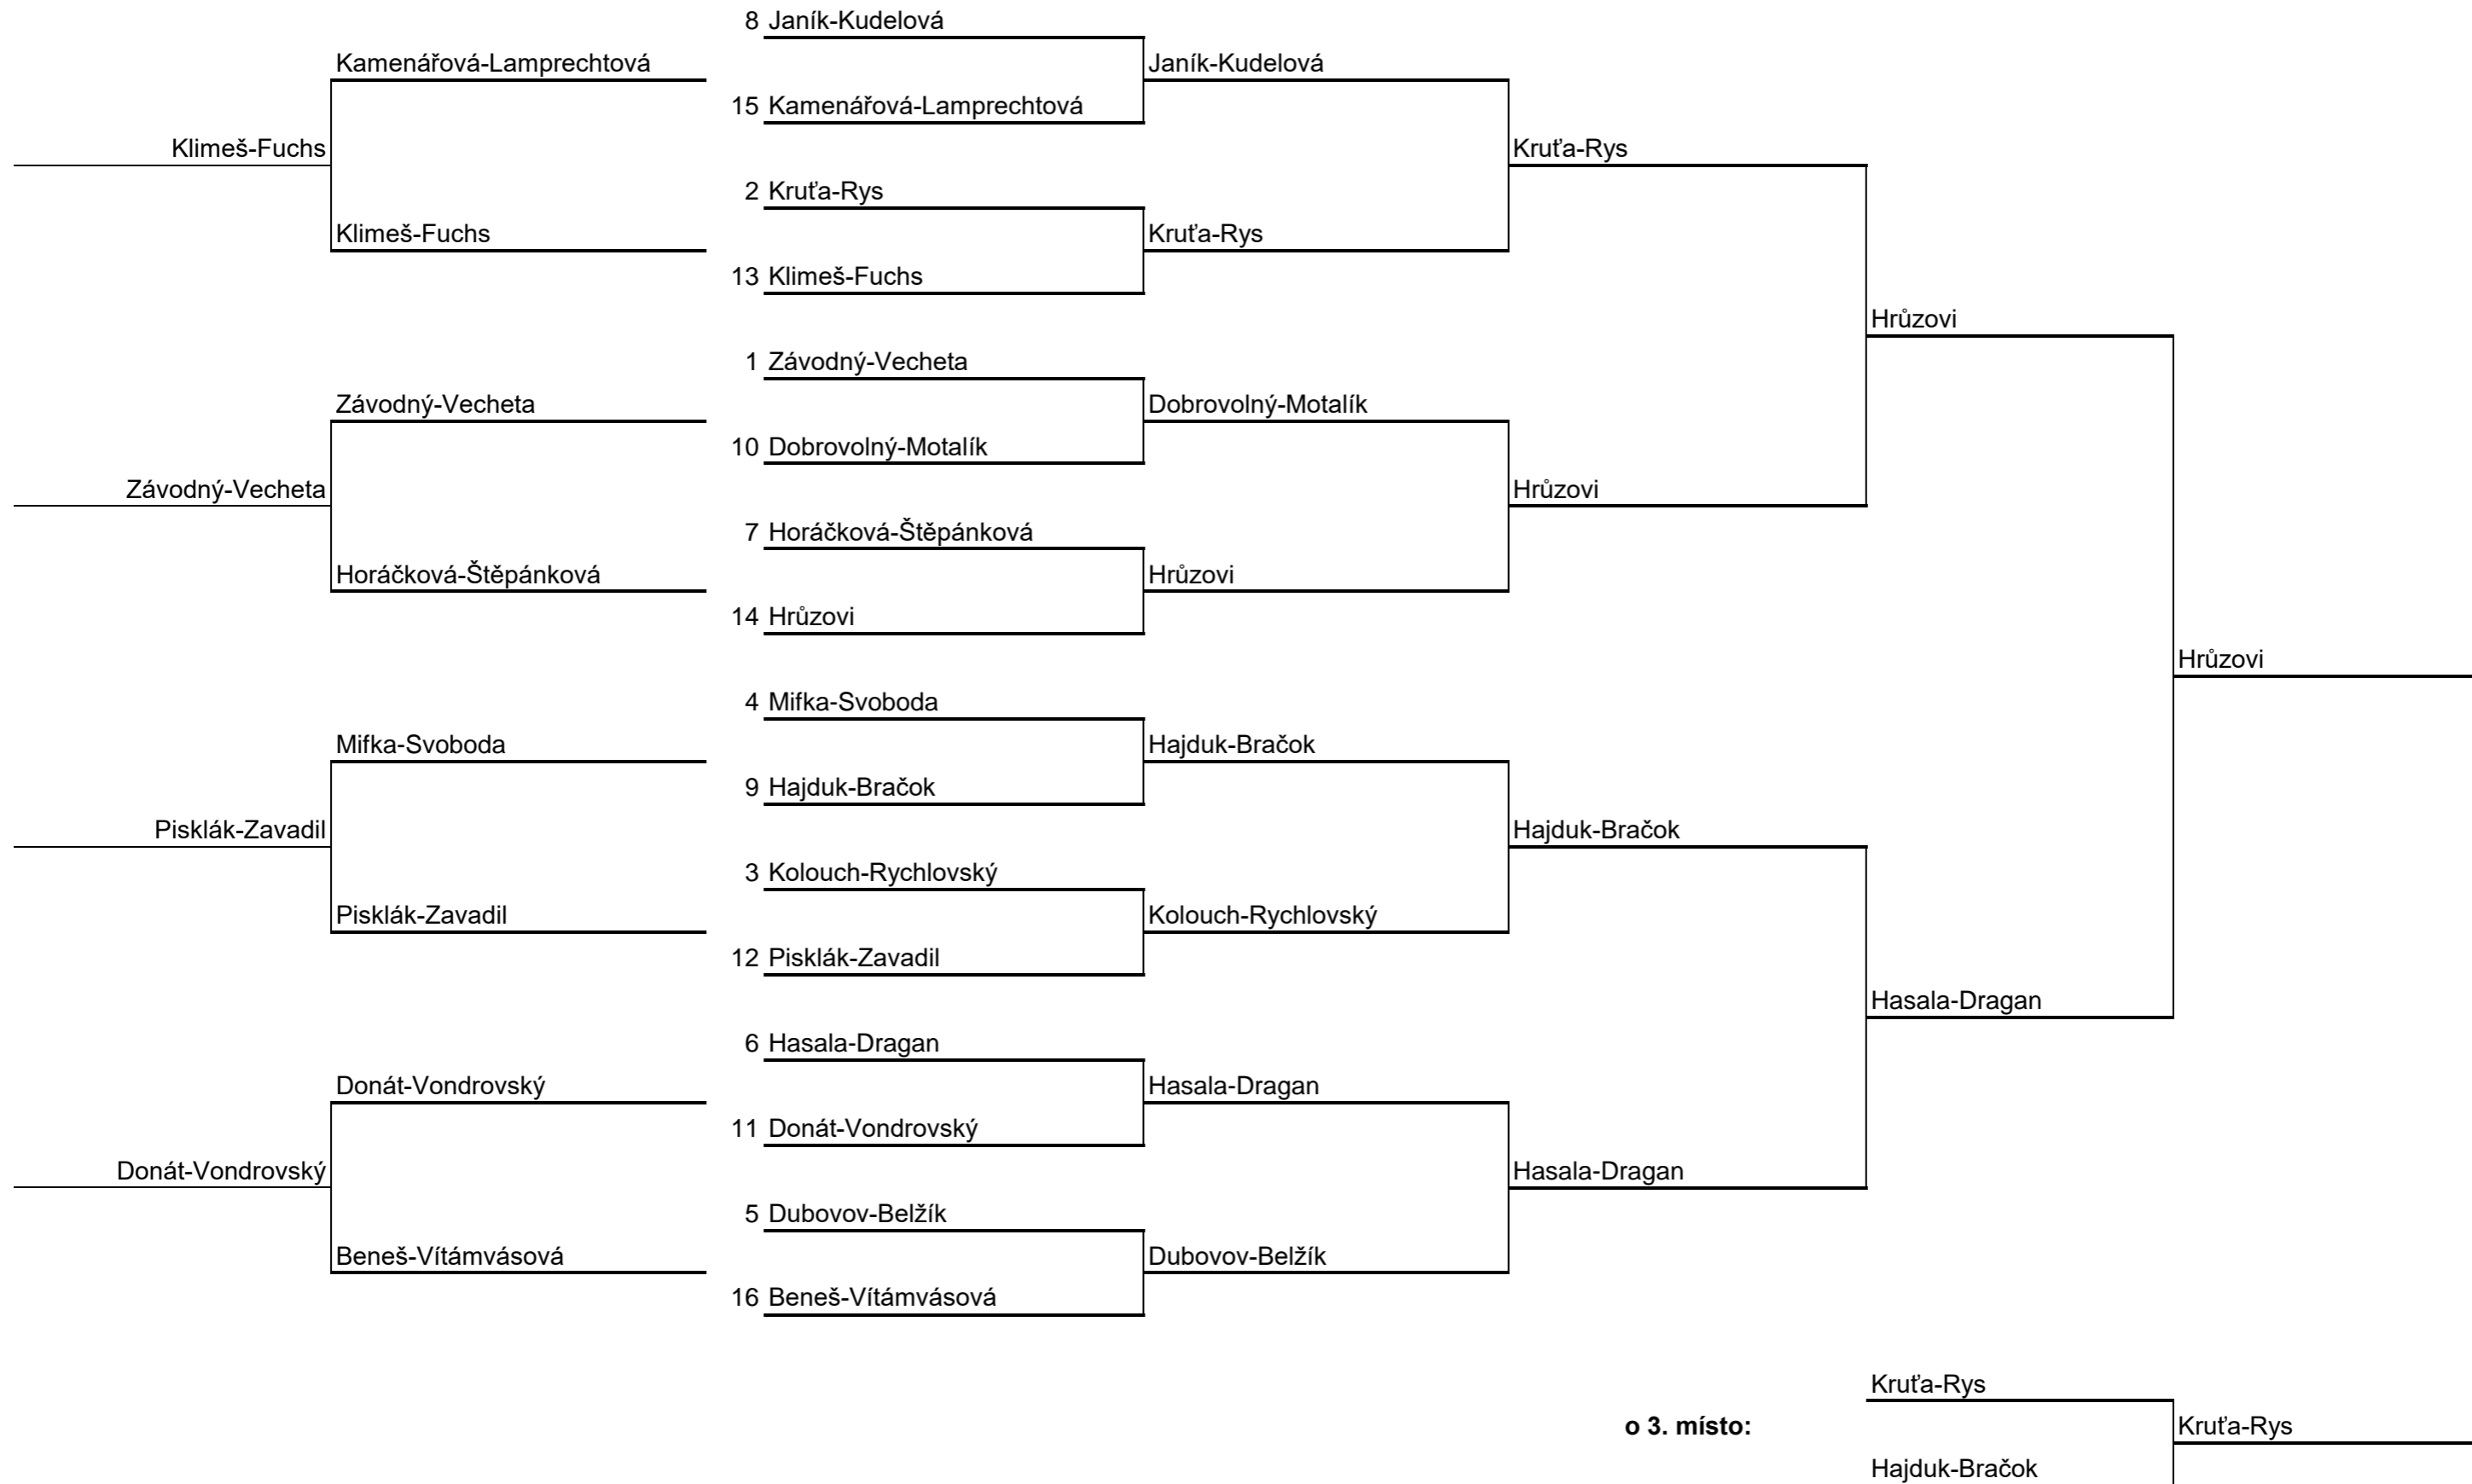 8 Janík-Kudelová
Kamenářová-Lamprechtová
Janík-Kudelová
15 Kamenářová-Lamprechtová
Klimeš-Fuchs
Kruťa-Rys
2 Kruťa-Rys
Klimeš-Fuchs
Kruťa-Rys
13 Klimeš-Fuchs
Hrůzovi
1 Závodný-Vecheta
Závodný-Vecheta
Dobrovolný-Motalík
10 Dobrovolný-Motalík
Závodný-Vecheta
Hrůzovi
7 Horáčková-Štěpánková
Horáčková-Štěpánková
Hrůzovi
14 Hrůzovi
Hrůzovi
4 Mifka-Svoboda
Mifka-Svoboda
Hajduk-Bračok
9 Hajduk-Bračok
Pisklák-Zavadil
Hajduk-Bračok
3 Kolouch-Rychlovský
Pisklák-Zavadil
Kolouch-Rychlovský
12 Pisklák-Zavadil
Hasala-Dragan
6 Hasala-Dragan
Donát-Vondrovský
Hasala-Dragan
11 Donát-Vondrovský
Donát-Vondrovský
Hasala-Dragan
5 Dubovov-Belžík
Beneš-Vítámvásová
Dubovov-Belžík
16 Beneš-Vítámvásová
Kruťa-Rys
o 3. místo:
Kruťa-Rys
Hajduk-Bračok